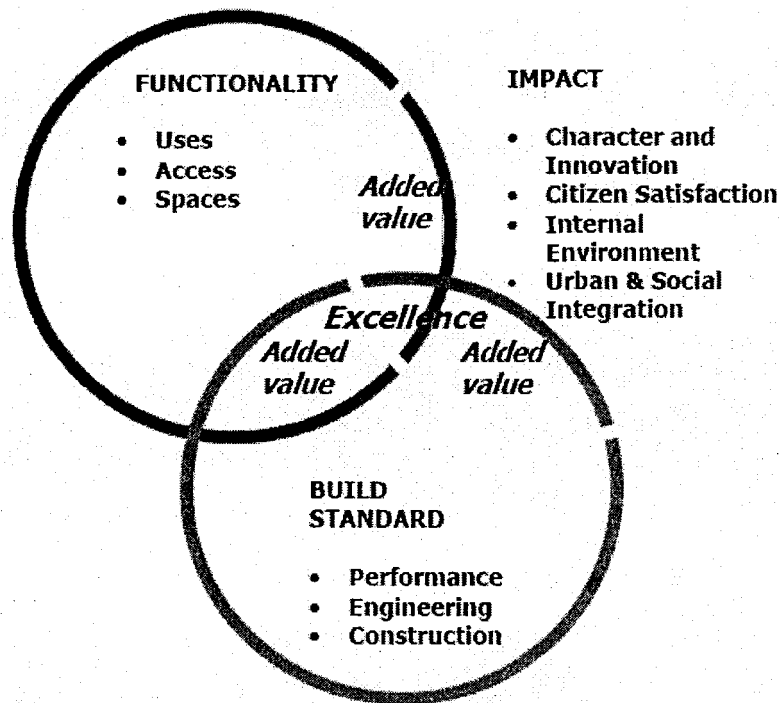 FUNCTIONALITY
• Uses
• Access
• Spaces
IMPACT
• Character and
Innovation
• Citizen Satisfaction
• Internal
Environment
• Urban & Social
Integration
Added
value
Excellence
Added
value
Added
value
BUILD
STANDARD
• Performance
• Engineering
• Construction